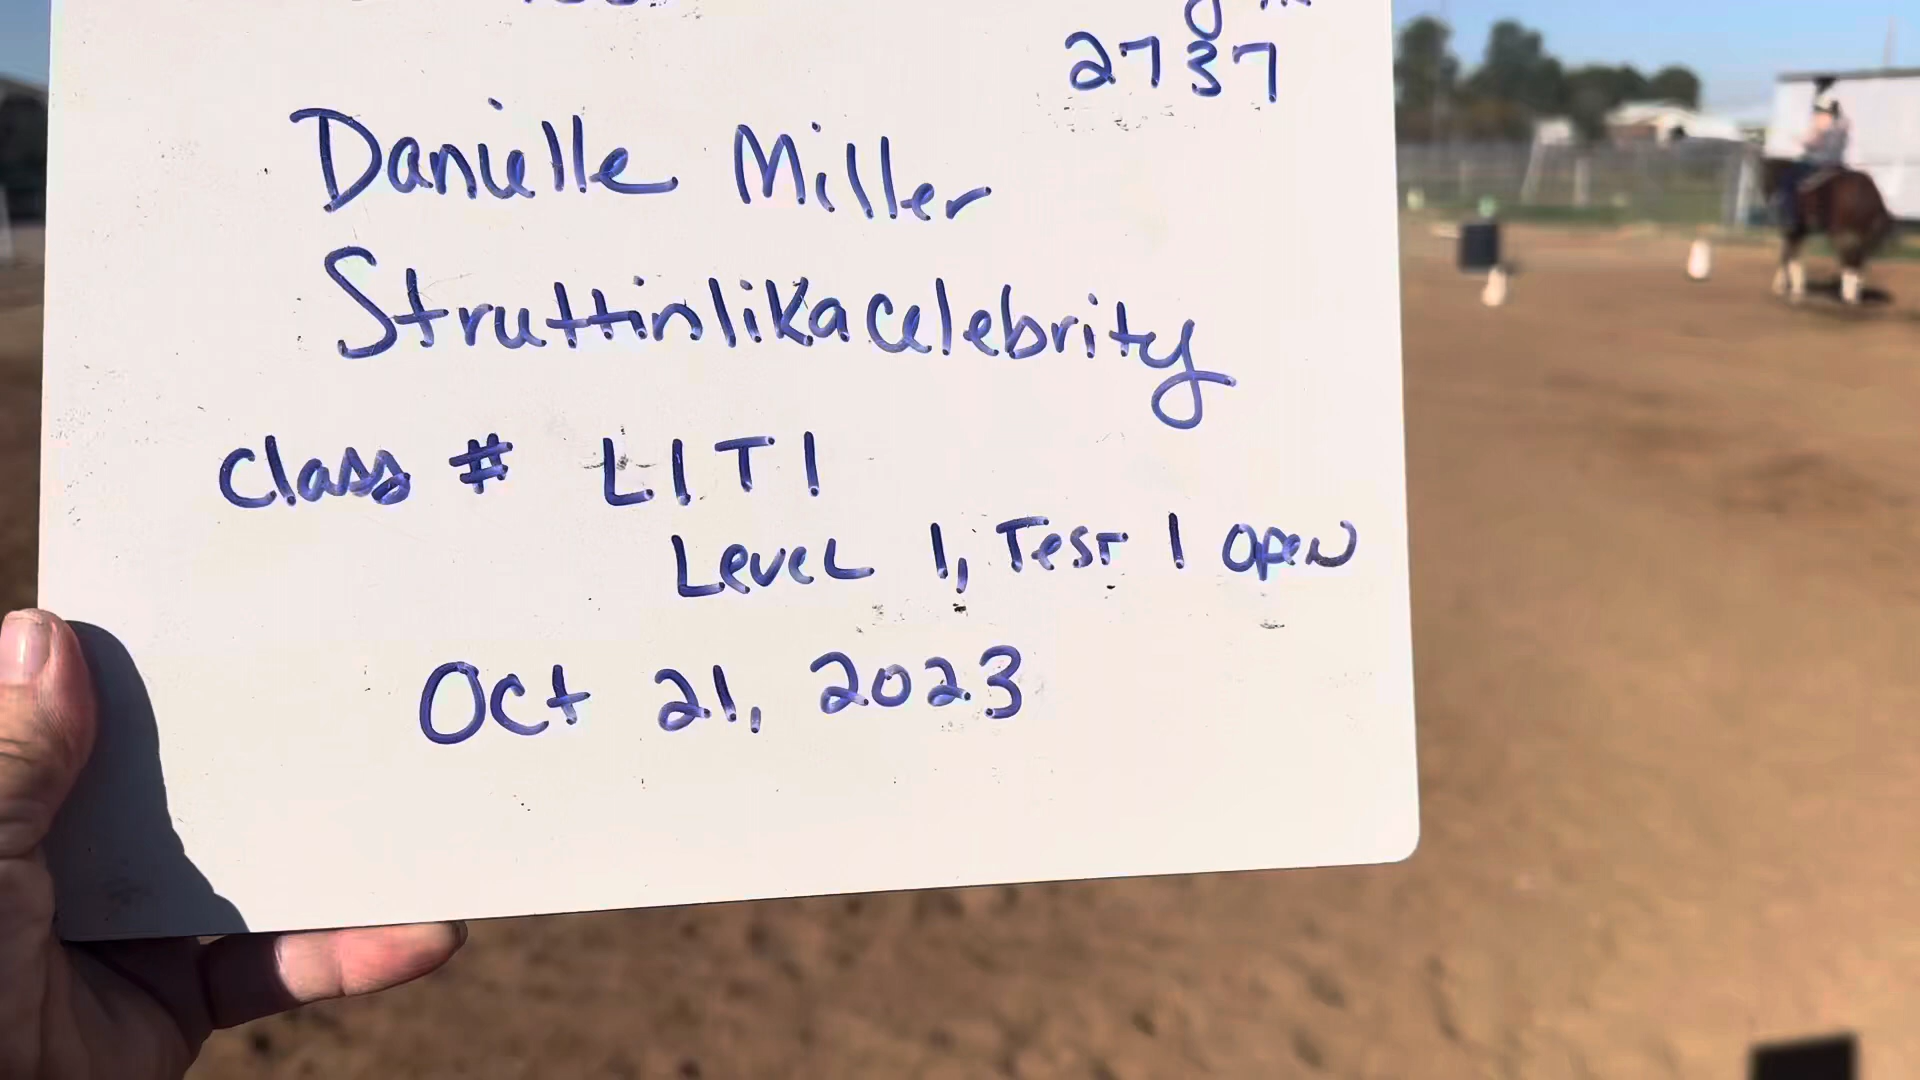 2737
Danielle Miller
Struttinlikacelebrity
Class # L1T1
Level 1, Test 1 Open
Oct 21, 2023